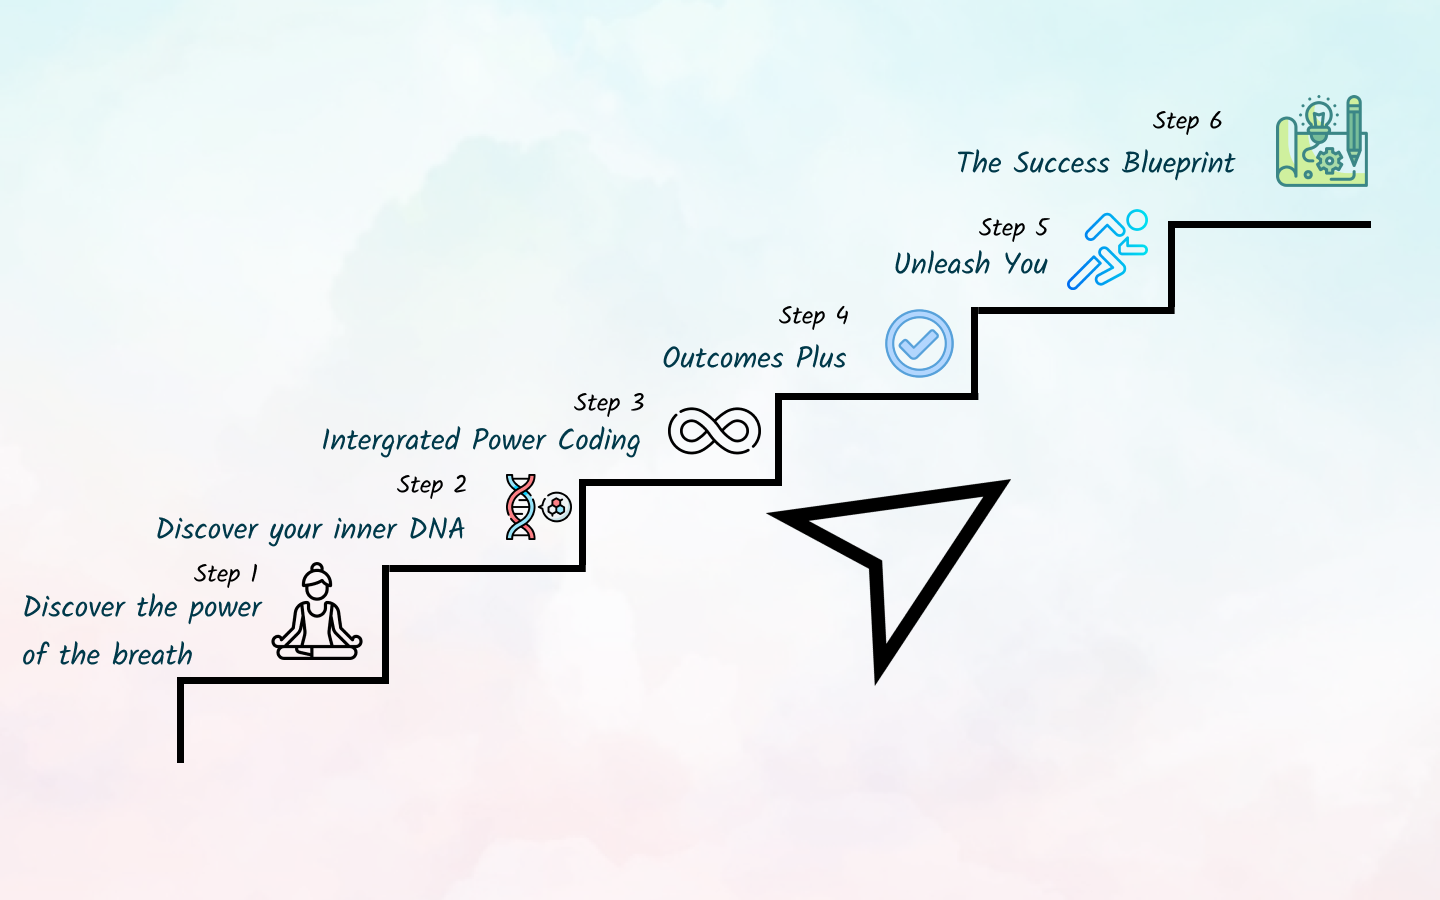 Step 6
The Success Blueprint
Step 5
Unleash You
Step 4
Outcomes Plus
Step 3
Intergrated Power Coding
Step 2
Discover your inner DNA
Step 1
Discover the power
of the breath